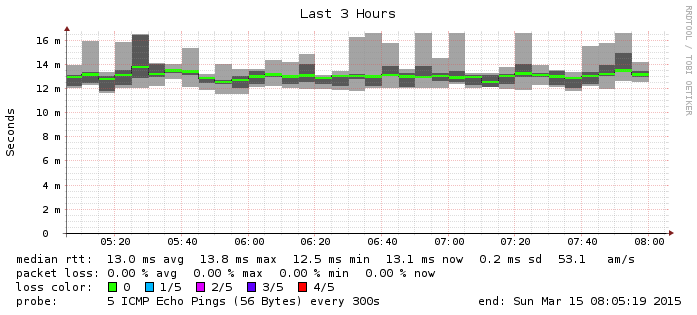 Last 3 Hours
RRDTOOL / TOBI OETIKER
Seconds
16 m
14 m
12 m
10 m
8 m
6 m
4 m
2 m
0
05:20 05:40 06:00 06:20 06:40 07:00 07:20 07:40 08:00
median rtt: 13.0 ms avg 13.8 ms max 12.5 ms min 13.1 ms now 0.2 ms sd 53.1 am/s
packet loss: 0.00 % avg 0.00 % max 0.00 % min 0.00 % now
loss color: 0 1/5 2/5 3/5 4/5
probe: 5 ICMP Echo Pings (56 Bytes) every 300s end: Sun Mar 15 08:05:19 2015